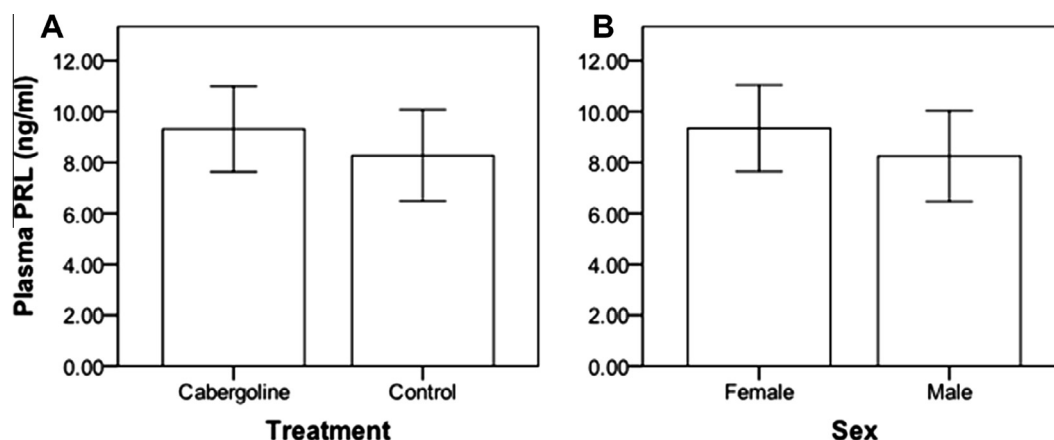 A
Plasma PRL (ng/ml)
12.00
10.00
8.00
6.00
4.00
2.00
0.00
Cabergoline Control
Treatment
B
12.00
10.00
8.00
6.00
4.00
2.00
0.00
Female Male
Sex